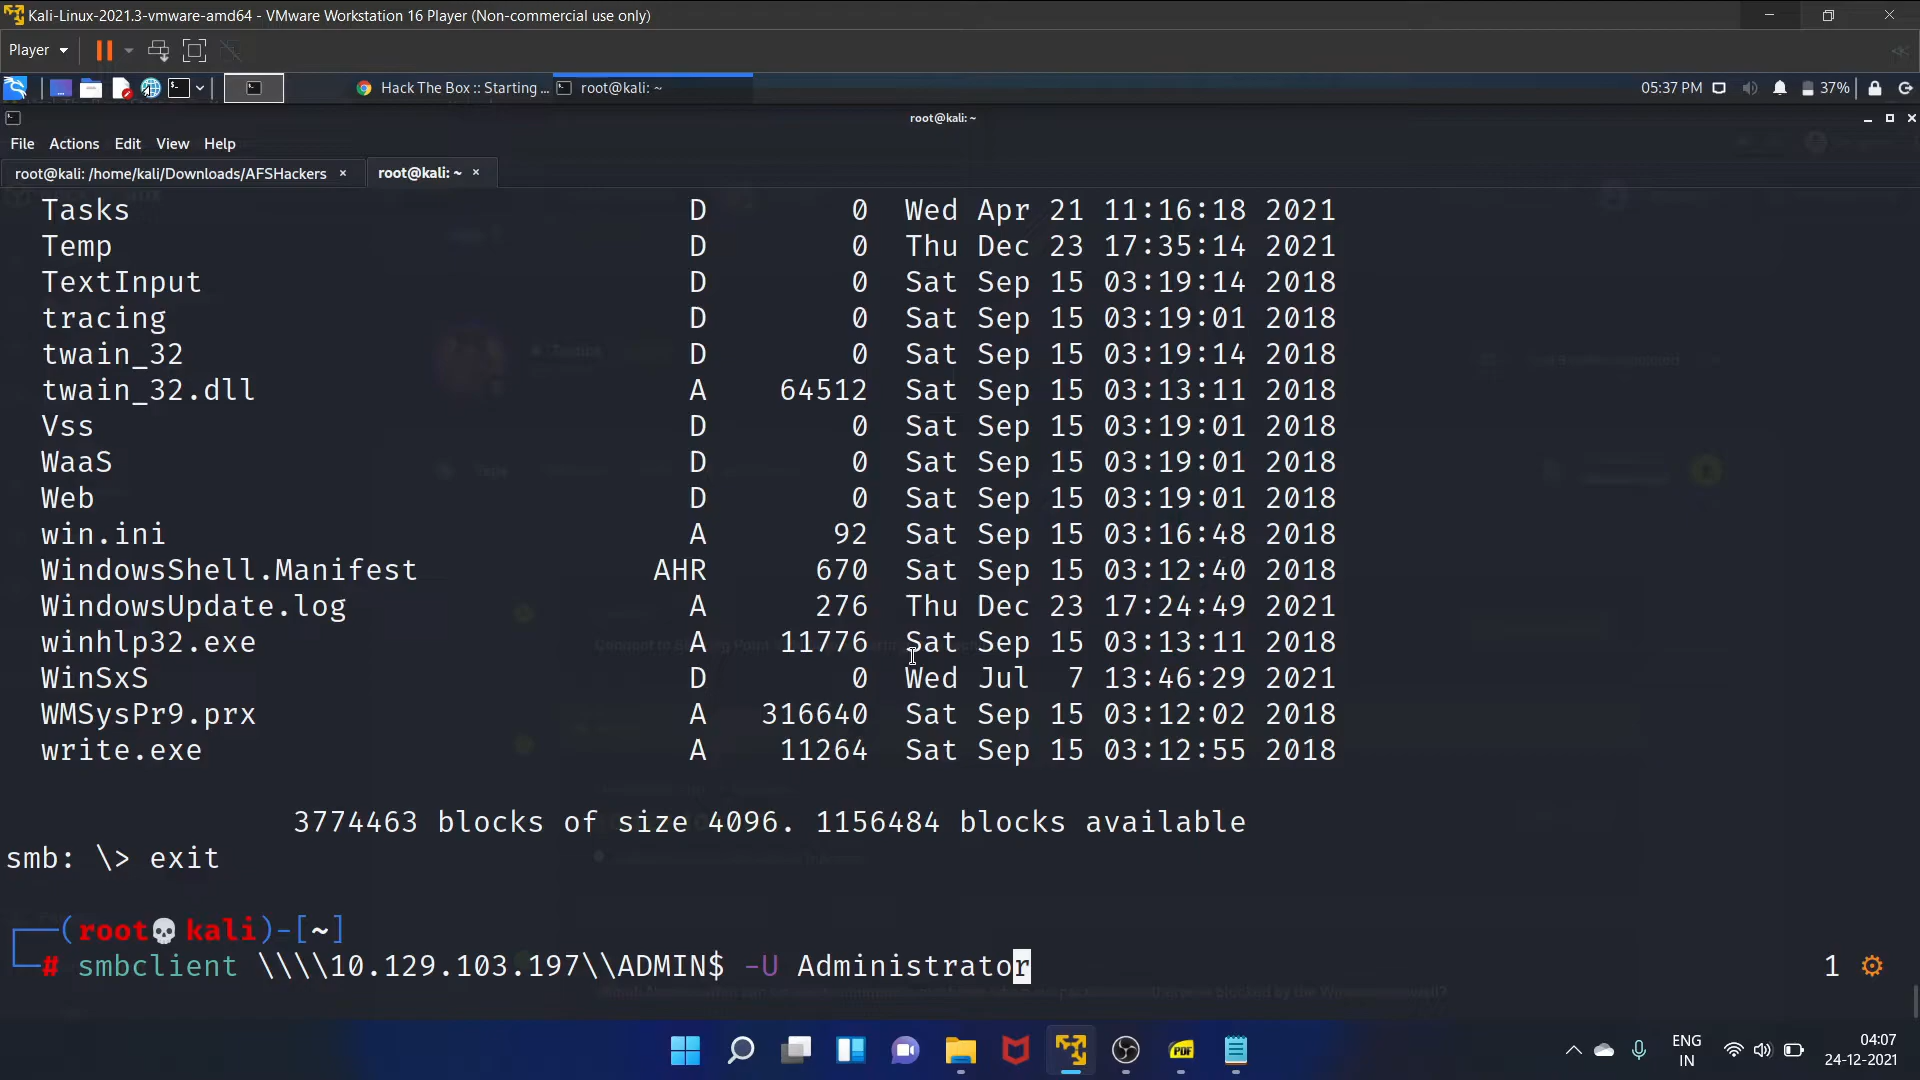 Kali-Linux-2021.3-vmware-amd64 - VMware Workstation 16 Player (Non-commercial use only)
Player
Hack The Box :: Starting ...
root@kali: ~
05:37 PM
37%
root@kali: ~
File Actions Edit View Help
root@kali: /home/kali/Downloads/AFSHackers
root@kali: ~
Tasks D 0 Wed Apr 21 11:16:18 2021
Temp D 0 Thu Dec 23 17:35:14 2021
TextInput D 0 Sat Sep 15 03:19:14 2018
tracing D 0 Sat Sep 15 03:19:01 2018
twain_32 D 0 Sat Sep 15 03:19:14 2018
twain_32.dll A 64512 Sat Sep 15 03:13:11 2018
Vss D 0 Sat Sep 15 03:19:01 2018
WaaS D 0 Sat Sep 15 03:19:01 2018
Web D 0 Sat Sep 15 03:19:01 2018
win.ini A 92 Sat Sep 15 03:16:48 2018
WindowsShell.Manifest AHR 670 Sat Sep 15 03:12:40 2018
WindowsUpdate.log A 276 Thu Dec 23 17:24:49 2021
winhlp32.exe A 11776 Sat Sep 15 03:13:11 2018
WinSxS D 0 Wed Jul 7 13:46:29 2021
WMSysPr9.prx A 316640 Sat Sep 15 03:12:02 2018
write.exe A 11264 Sat Sep 15 03:12:55 2018
3774463 blocks of size 4096. 1156484 blocks available
smb: \> exit
(root💀kali)-[~]
# smbclient \\\\10.129.103.197\\ADMIN$ -U Administrator
1
PDF
ENG
IN
04:07
24-12-2021